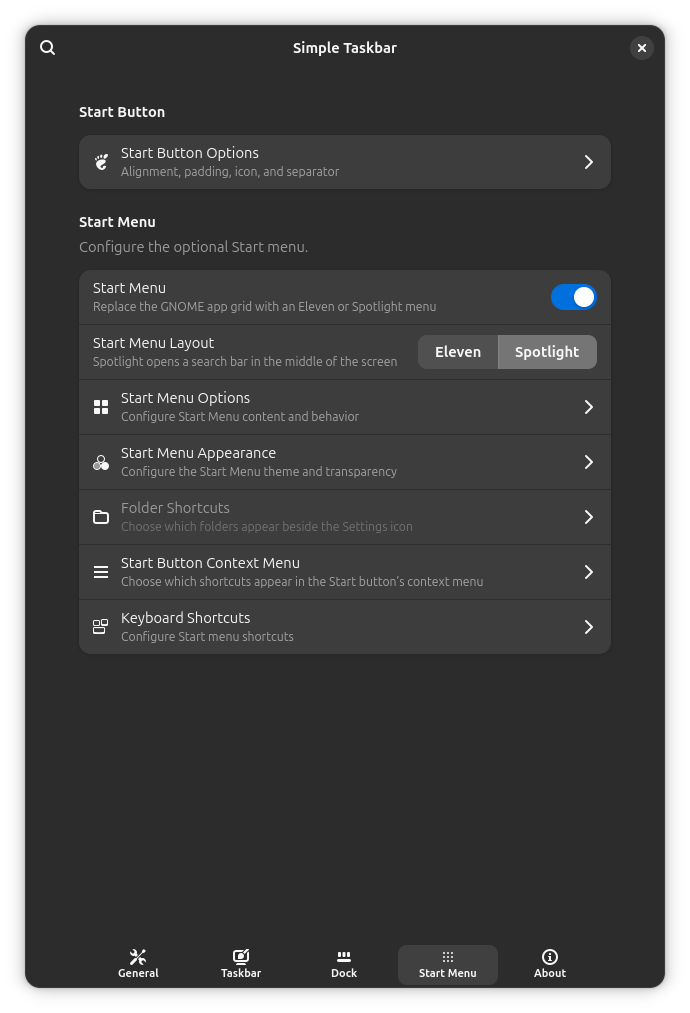 Simple Taskbar
Start Button
Start Button Options
Alignment, padding, icon, and separator
Start Menu
Configure the optional Start menu.
Start Menu
Replace the GNOME app grid with an Eleven or Spotlight menu
Start Menu Layout
Spotlight opens a search bar in the middle of the screen
Eleven
Spotlight
Start Menu Options
Configure Start Menu content and behavior
Start Menu Appearance
Configure the Start Menu theme and transparency
Folder Shortcuts
Choose which folders appear beside the Settings icon
Start Button Context Menu
Choose which shortcuts appear in the Start button's context menu
Keyboard Shortcuts
Configure Start menu shortcuts
General
Taskbar
Dock
Start Menu
About